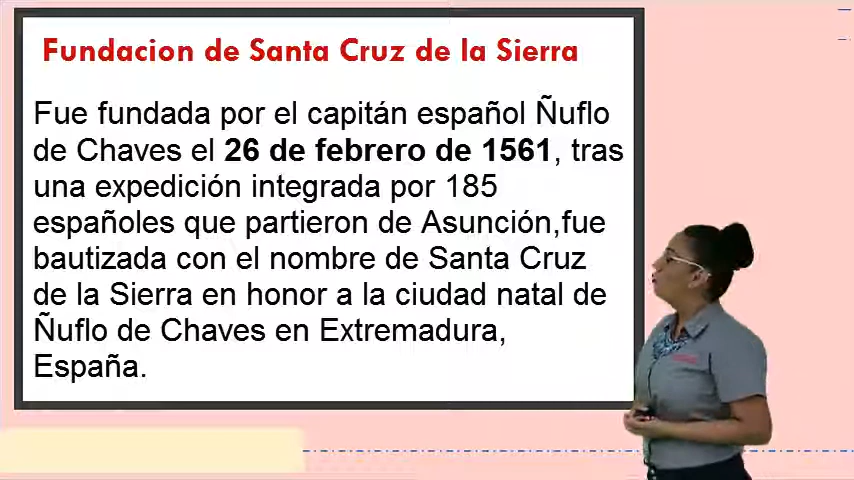 Fundacion de Santa Cruz de la Sierra
Fue fundada por el capitán español Ñuflo
de Chaves el 26 de febrero de 1561, tras
una expedición integrada por 185
españoles que partieron de Asunción,fue
bautizada con el nombre de Santa Cruz
de la Sierra en honor a la ciudad natal de
Ñuflo de Chaves en Extremadura,
España.